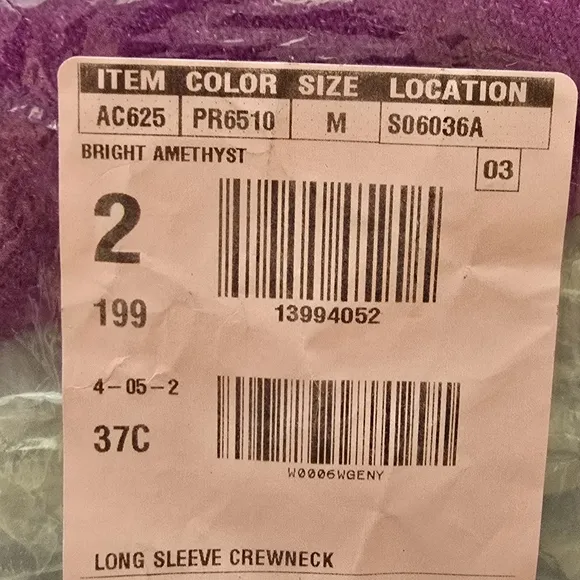 ITEM COLOR SIZE LOCATION
AC625 PR6510 M S06036A
BRIGHT AMETHYST
03
2
13994052
199
4-05-2
37C
W0006WGENY
LONG SLEEVE CREWNECK